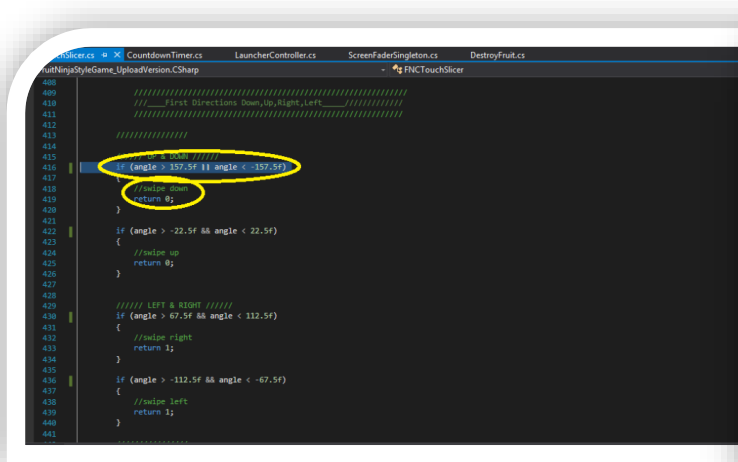 Slicer.cs CountdownTimer.cs LauncherController.cs ScreenFaderSingleton.cs DestroyFruit.cs
ruitNinjaStyleGame_UploadVersion.CSharp FNCTouchSlicer
408
409 /////////////////////////////////////////////////////////////
410 ///____First Directions Down,Up,Right,Left_____/////////////
411 ////////////////////////////////////////////////////////////
412
413 ////////////////
414
415 ////// UP & DOWN //////
416 if (angle > 157.5f || angle < -157.5f)
417 {
418 //swipe down
419 return 0;
420 }
421
422 if (angle > -22.5f && angle < 22.5f)
423 {
424 //swipe up
425 return 0;
426 }
427
428
429 ////// LEFT & RIGHT //////
430 if (angle > 67.5f && angle < 112.5f)
431 {
432 //swipe right
433 return 1;
434 }
435
436 if (angle > -112.5f && angle < -67.5f)
437 {
438 //swipe left
439 return 1;
440 }
441